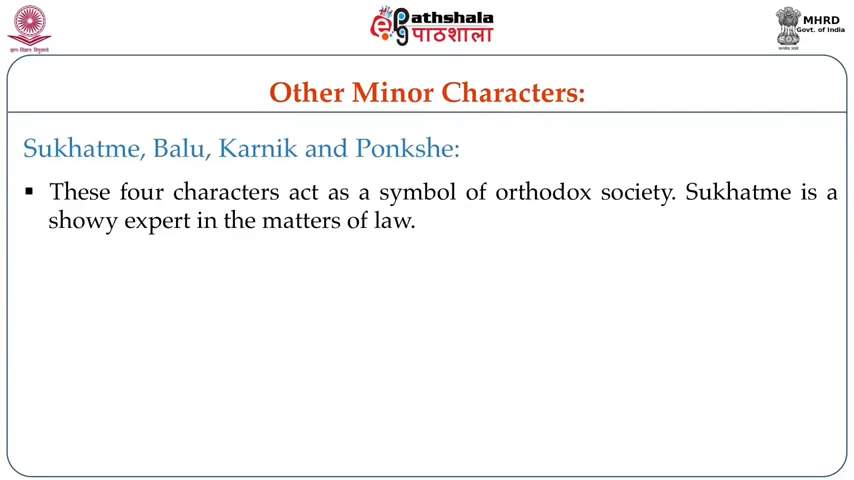 ePathshala
पाठशाला
MHRD
Govt. of India
Other Minor Characters:
Sukhatme, Balu, Karnik and Ponkshe:
▪ These four characters act as a symbol of orthodox society. Sukhatme is a
showy expert in the matters of law.